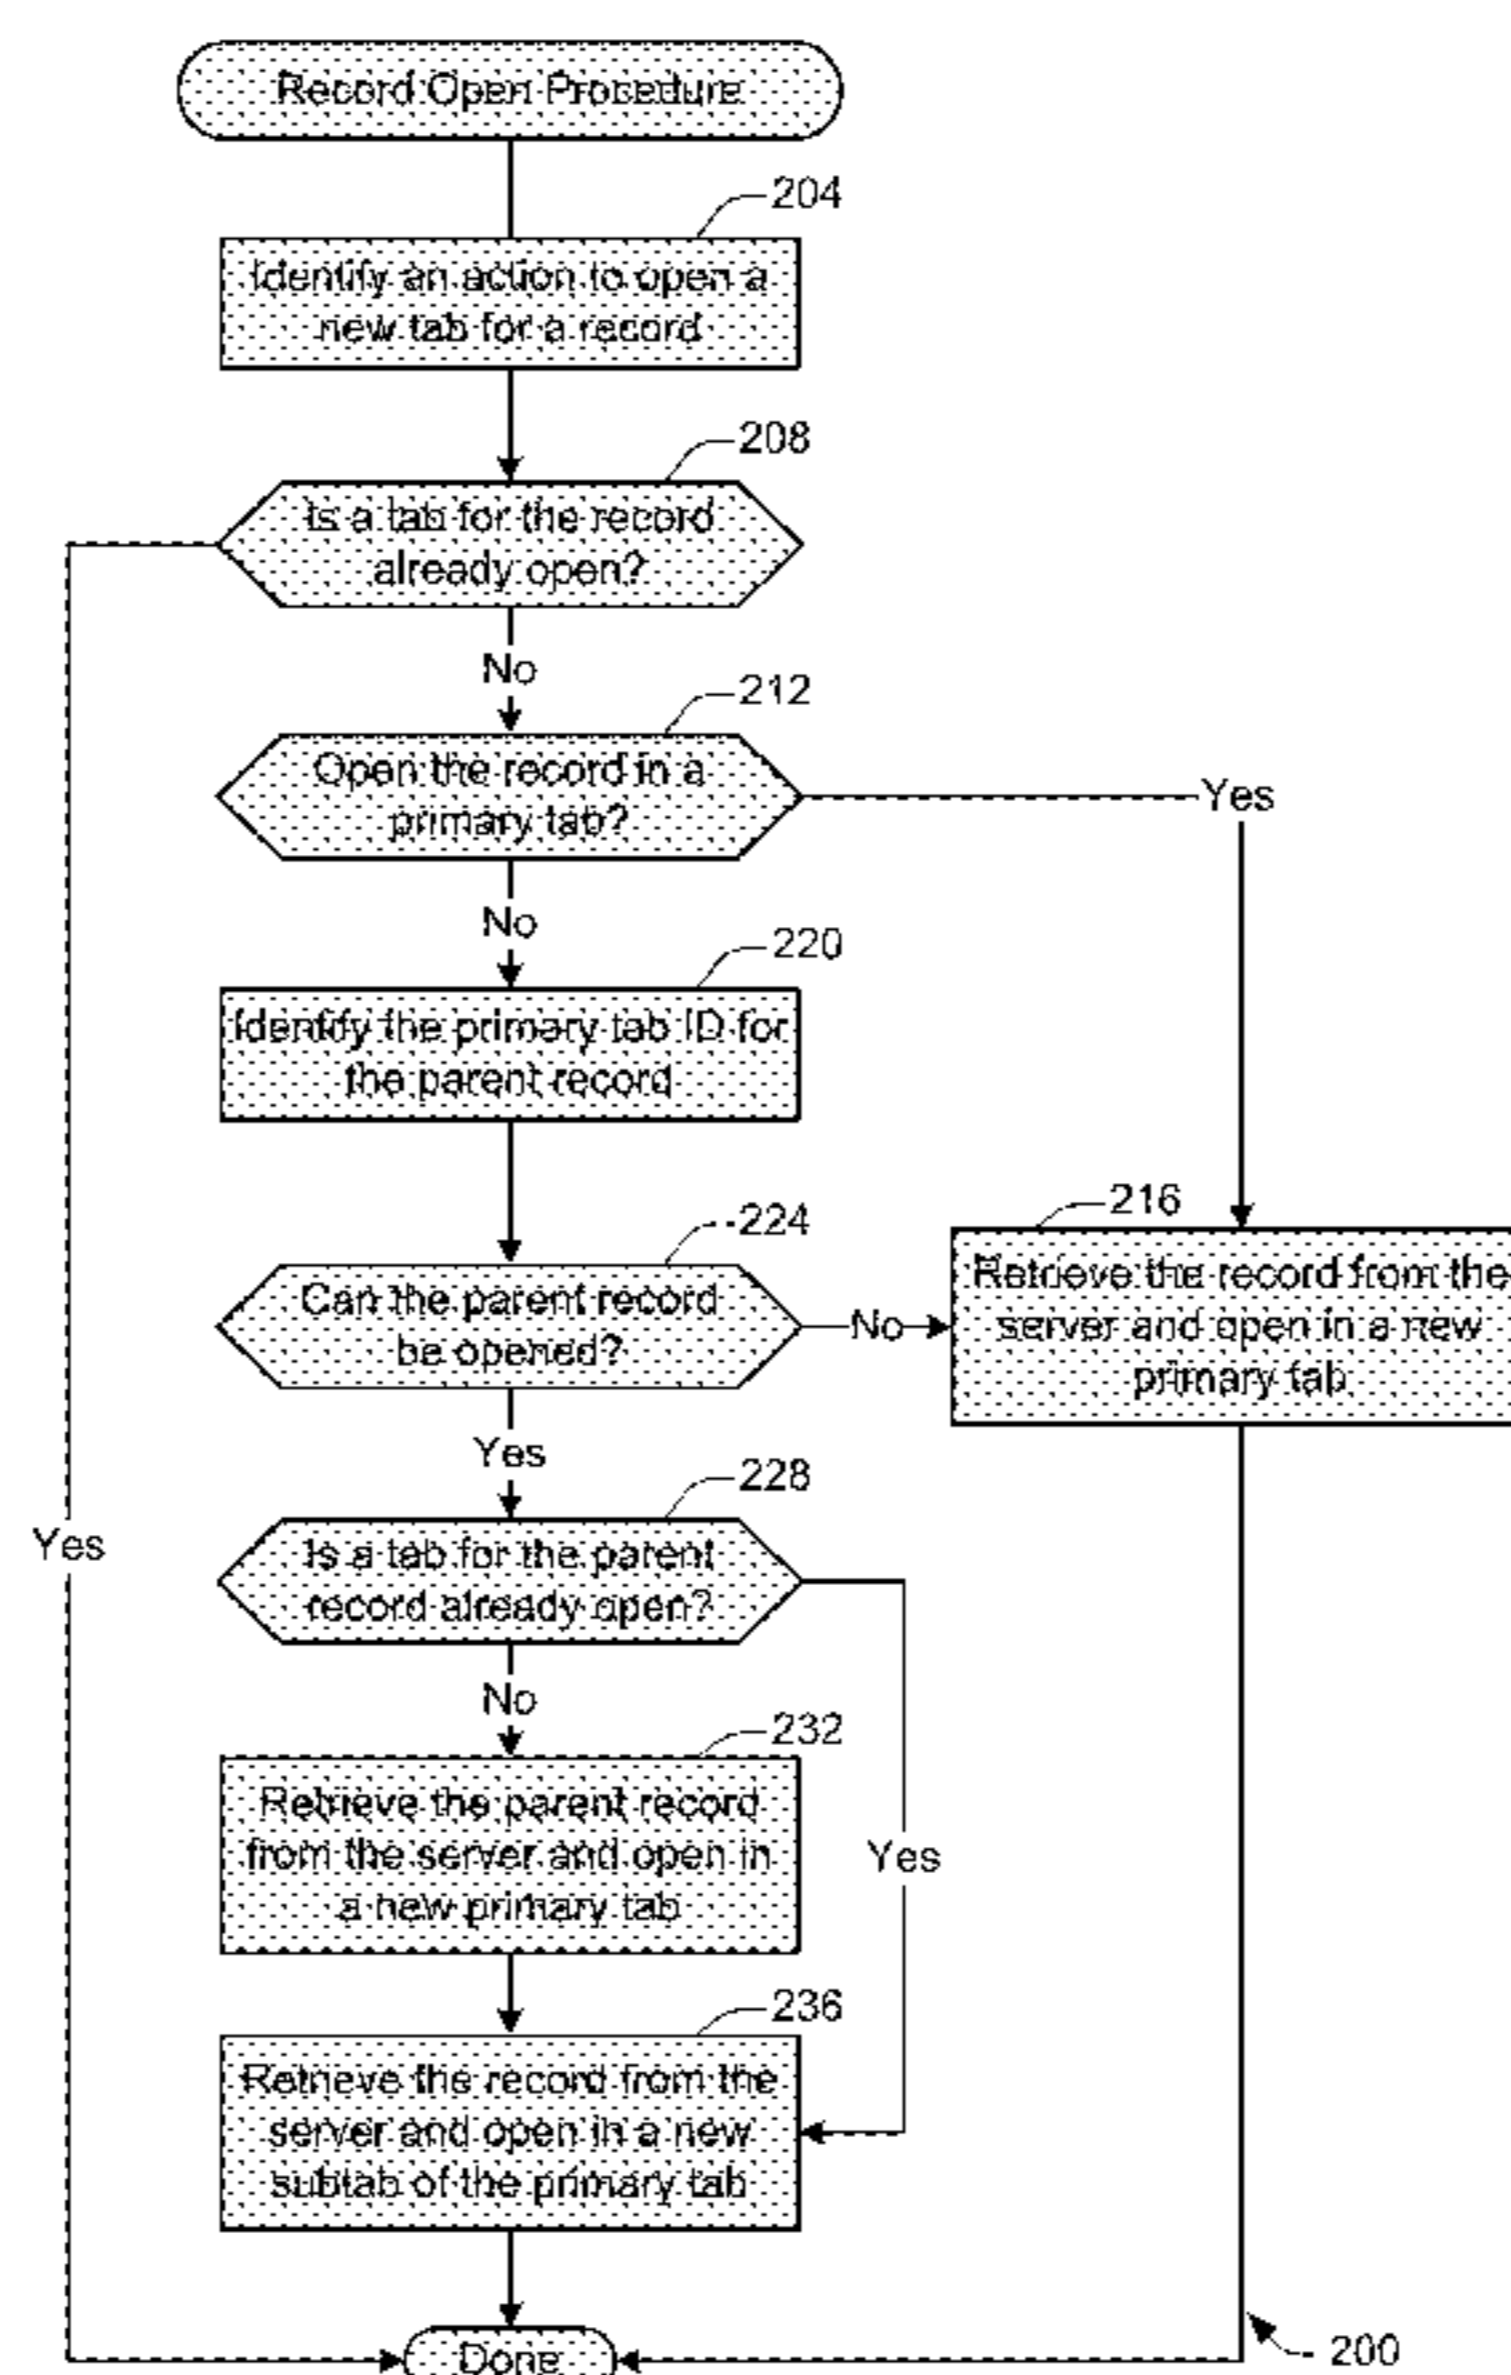 Record Open Procedure
204
Identify an action to open a
new tab for a record
208
Is a tab for the record
already open?
No
212
Open the record in a
primary tab?
Yes
No
220
Identify the primary tab ID for
the parent record
216
Retrieve the record from the
server and open in a new
primary tab
224
Can the parent record
be opened?
No
Yes
228
Is a tab for the parent
record already open?
Yes
No
232
Retrieve the parent record
from the server and open in
a new primary tab
Yes
236
Retrieve the record from the
server and open in a new
subtab of the primary tab
Done
200